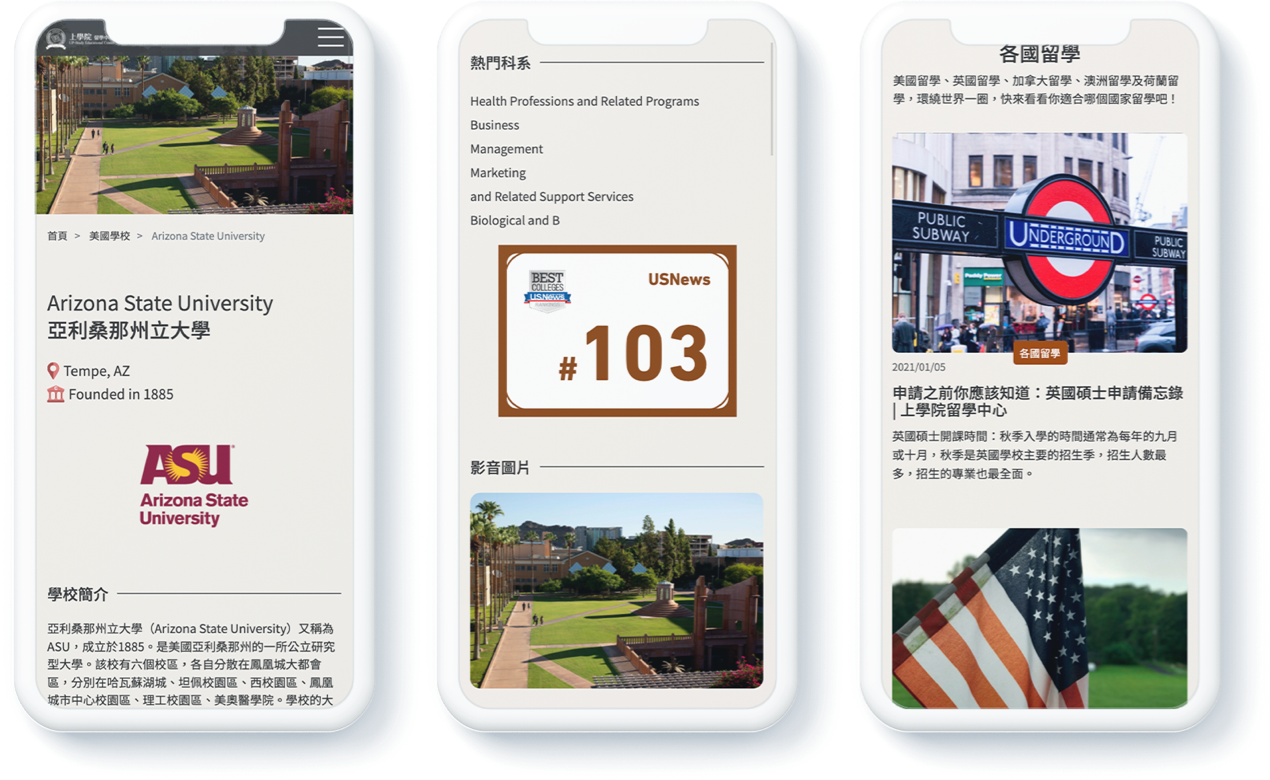 上學院
首頁 > 美國學校 > Arizona State University
Arizona State University
亞利桑那州立大學
Tempe, AZ
Founded in 1885
ASU
Arizona State
University
學校簡介
亞利桑那州立大學（Arizona State University）又稱為
ASU，成立於1885。是美國亞利桑那州的一所公立研究
型大學。該校有六個校區，各自分散在鳳凰城大都會
區，分別在哈瓦蘇湖城、坦佩校園區、西校園區、鳳凰
城市中心校園區、理工校園區、美奧醫學院。學校的大
熱門科系
Health Professions and Related Programs
Business
Management
Marketing
and Related Support Services
Biological and B
BEST
COLLEGES
U.S.News
RANKINGS
USNews
#103
影音圖片
各國留學
美國留學、英國留學、加拿大留學、澳洲留學及荷蘭留
學，環繞世界一圈，快來看看你適合哪個國家留學吧！
PUBLIC
SUBWAY
UNDERGROUND
PUBLIC
SUBWAY
Paddy Power
各國留學
2021/01/05
申請之前你應該知道：英國碩士申請備忘錄
| 上學院留學中心
英國碩士開課時間：秋季入學的時間通常為每年的九月
或十月，秋季是英國學校主要的招生季，招生人數最
多，招生的專業也最全面。